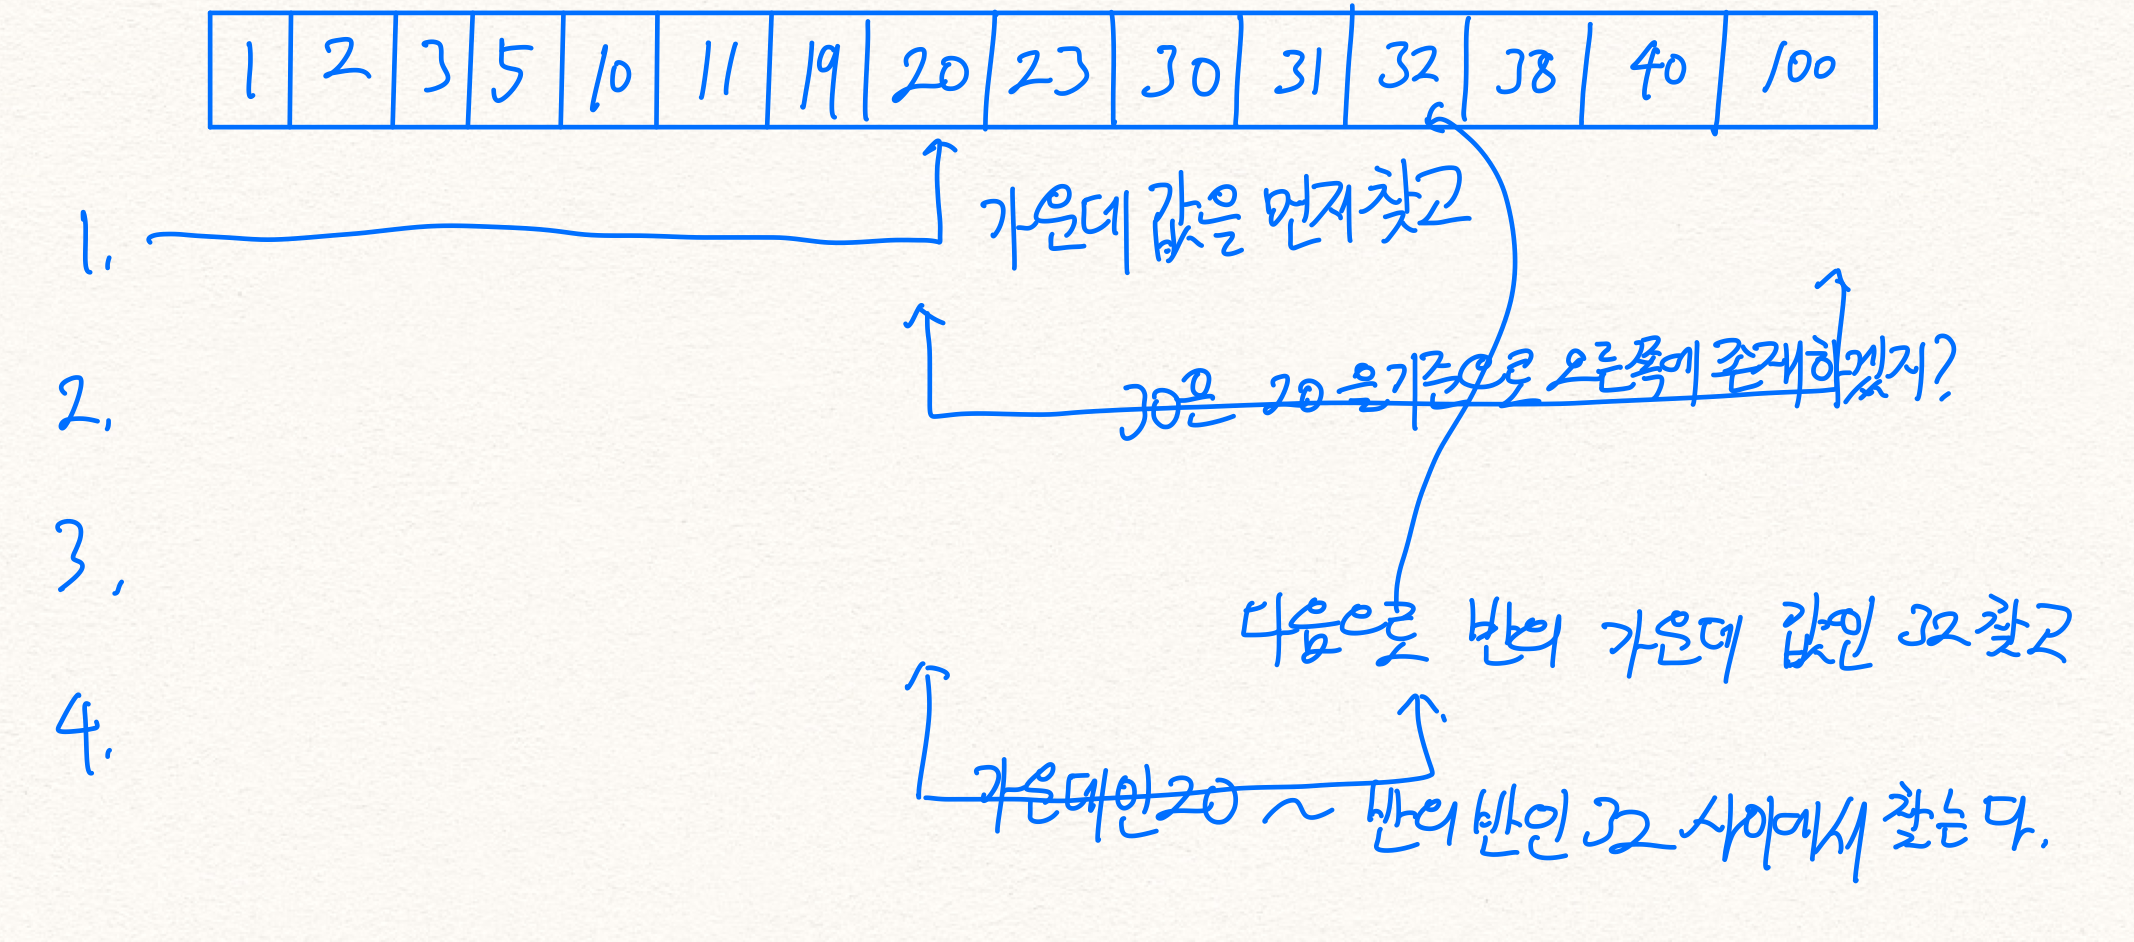 1 2 3 5 10 11 19 20 23 30 31 32 38 40 100
1. 가운데 값을 먼저 찾고
2. 30은 20을 기준으로 오른쪽에 존재하겠지?
3.
다음으로 반의 가운데 값인 32 찾고
4.
가운데인 20 ~ 반의 반인 32 사이에서 찾는다.